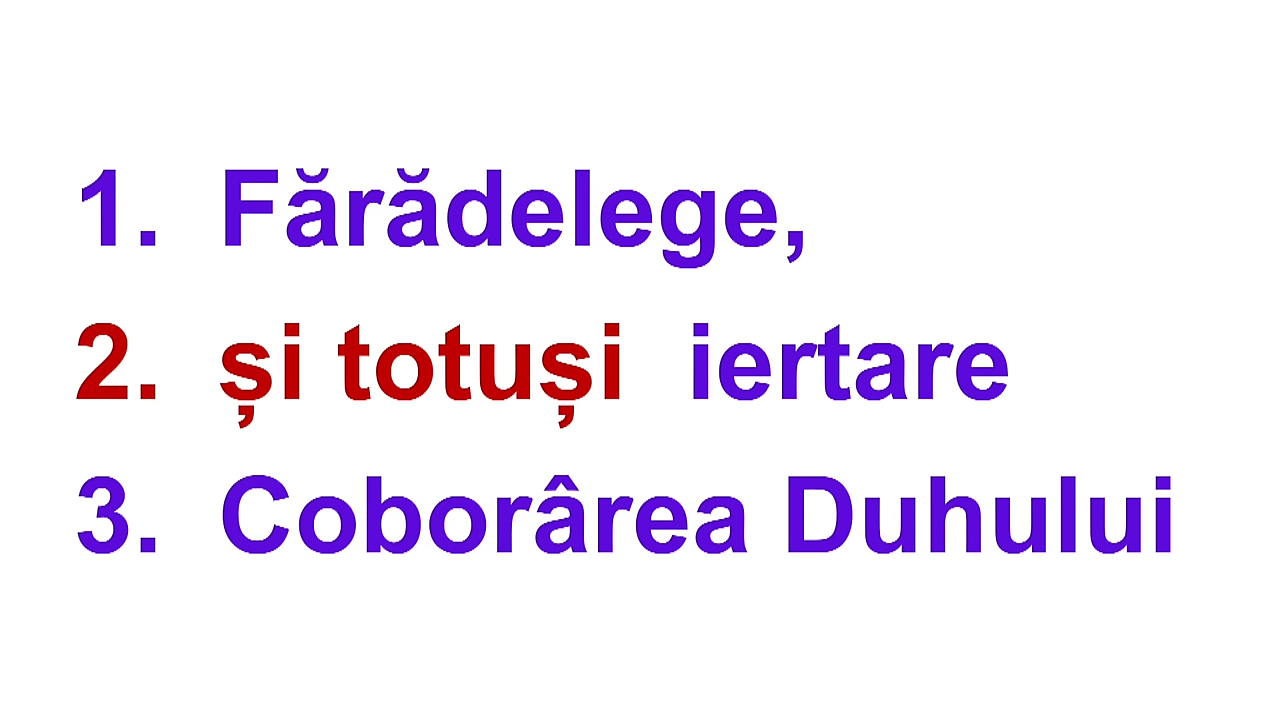 1. Fărădelege,
2. și totuși iertare
3. Coborârea Duhului